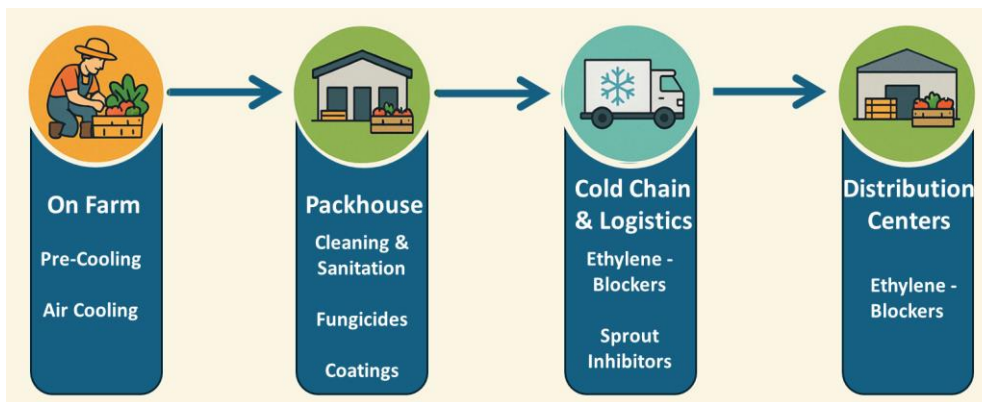 On Farm
Pre-Cooling
Air Cooling
Packhouse
Cleaning &
Sanitation
Fungicides
Coatings
Cold Chain
& Logistics
Ethylene -
Blockers
Sprout
Inhibitors
Distribution
Centers
Ethylene -
Blockers